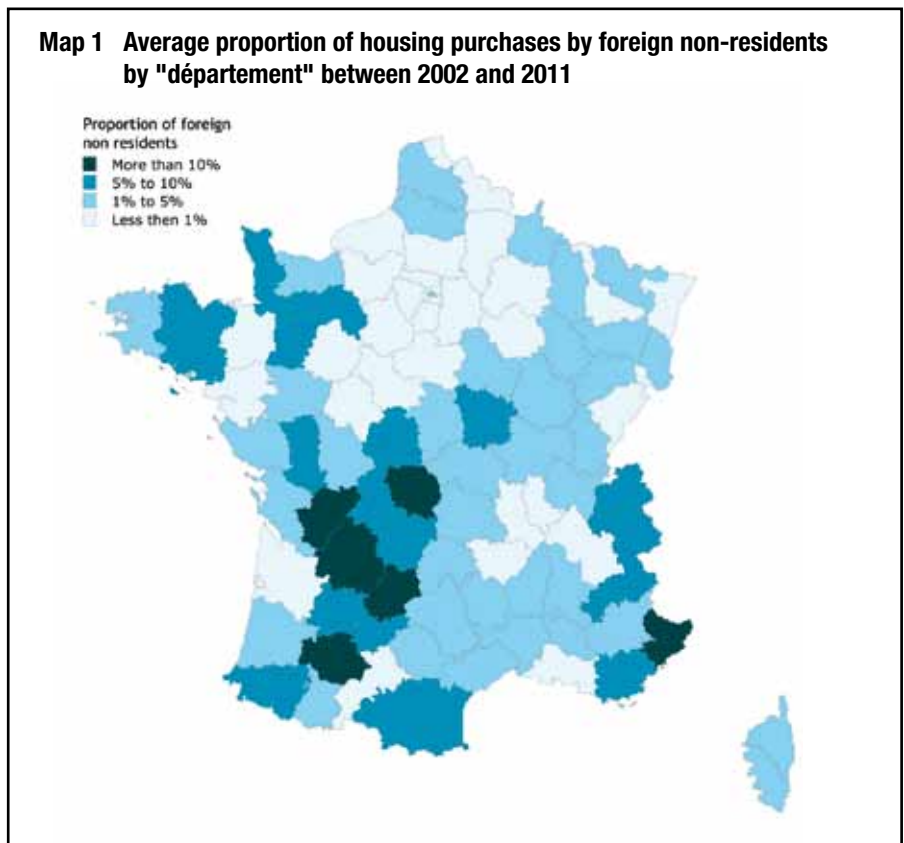 Map 1 Average proportion of housing purchases by foreign non-residents
by "département" between 2002 and 2011
Proportion of foreign
non residents
More than 10%
5% to 10%
1% to 5%
Less then 1%